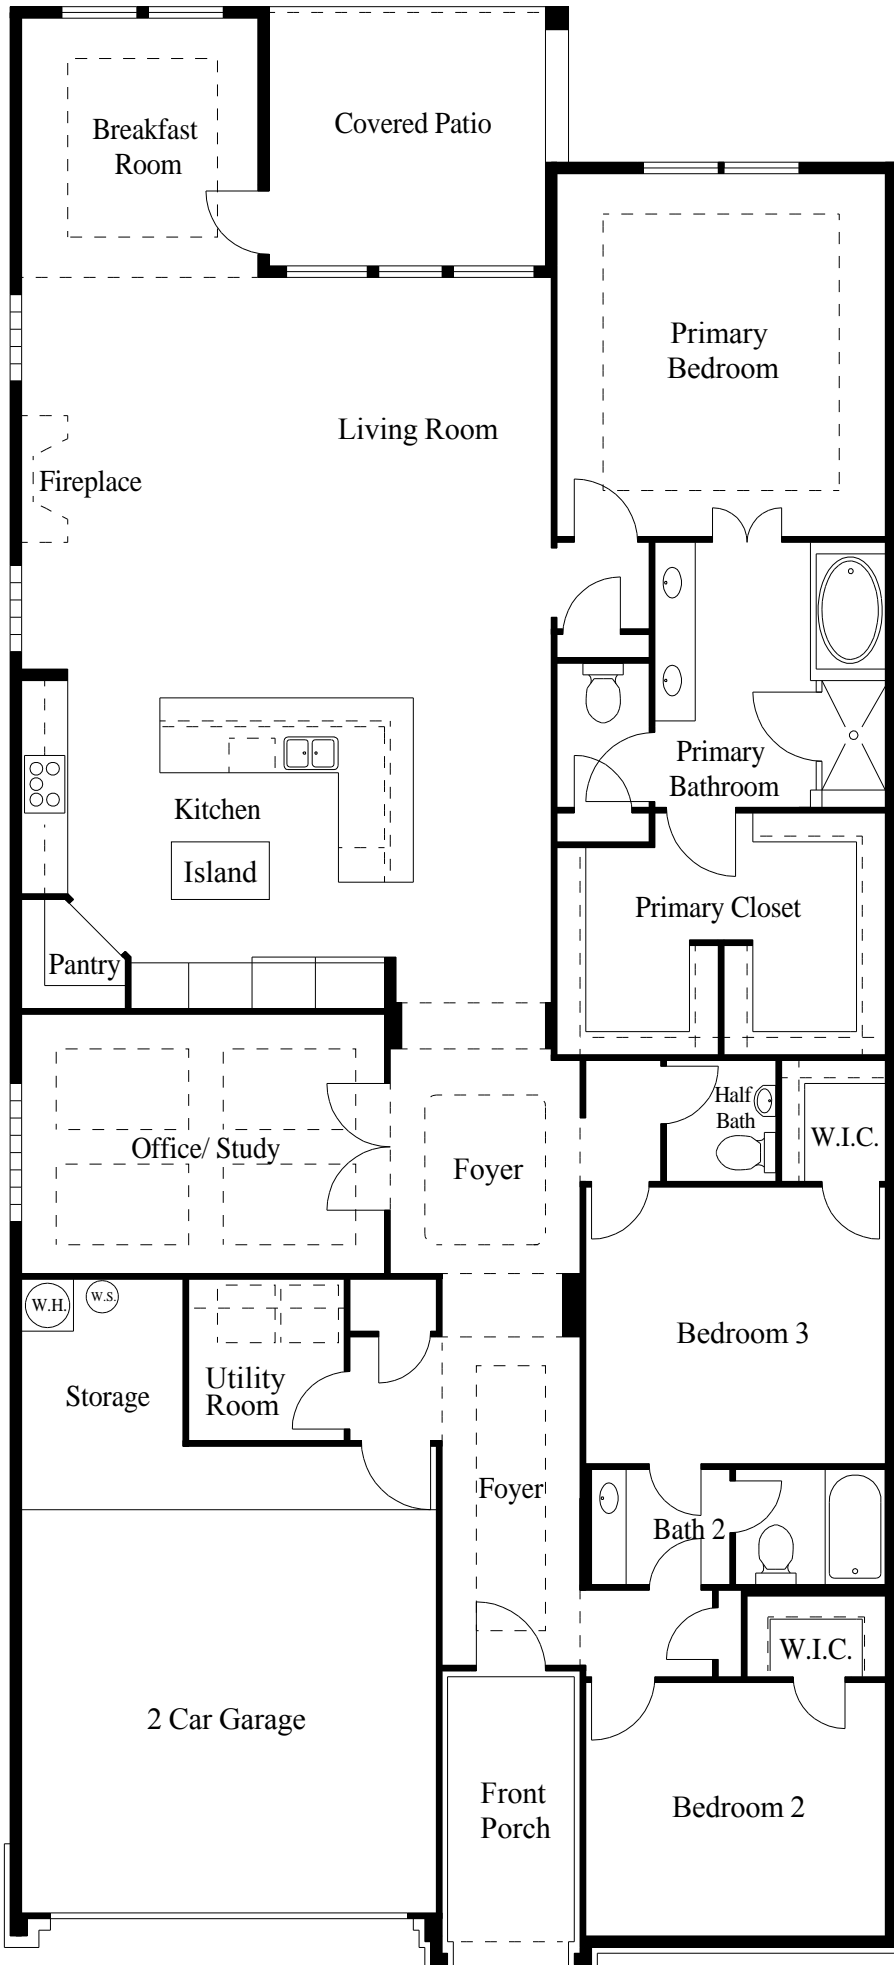 Breakfast
Room
Covered Patio
Primary
Bedroom
Living Room
Fireplace
Primary
Bathroom
Kitchen
Island
Primary Closet
Pantry
Half
Bath
W.I.C.
Office/ Study
Foyer
W.H.
W.S.
Bedroom 3
Utility
Room
Storage
Foyer
Bath 2
W.I.C.
2 Car Garage
Front
Porch
Bedroom 2